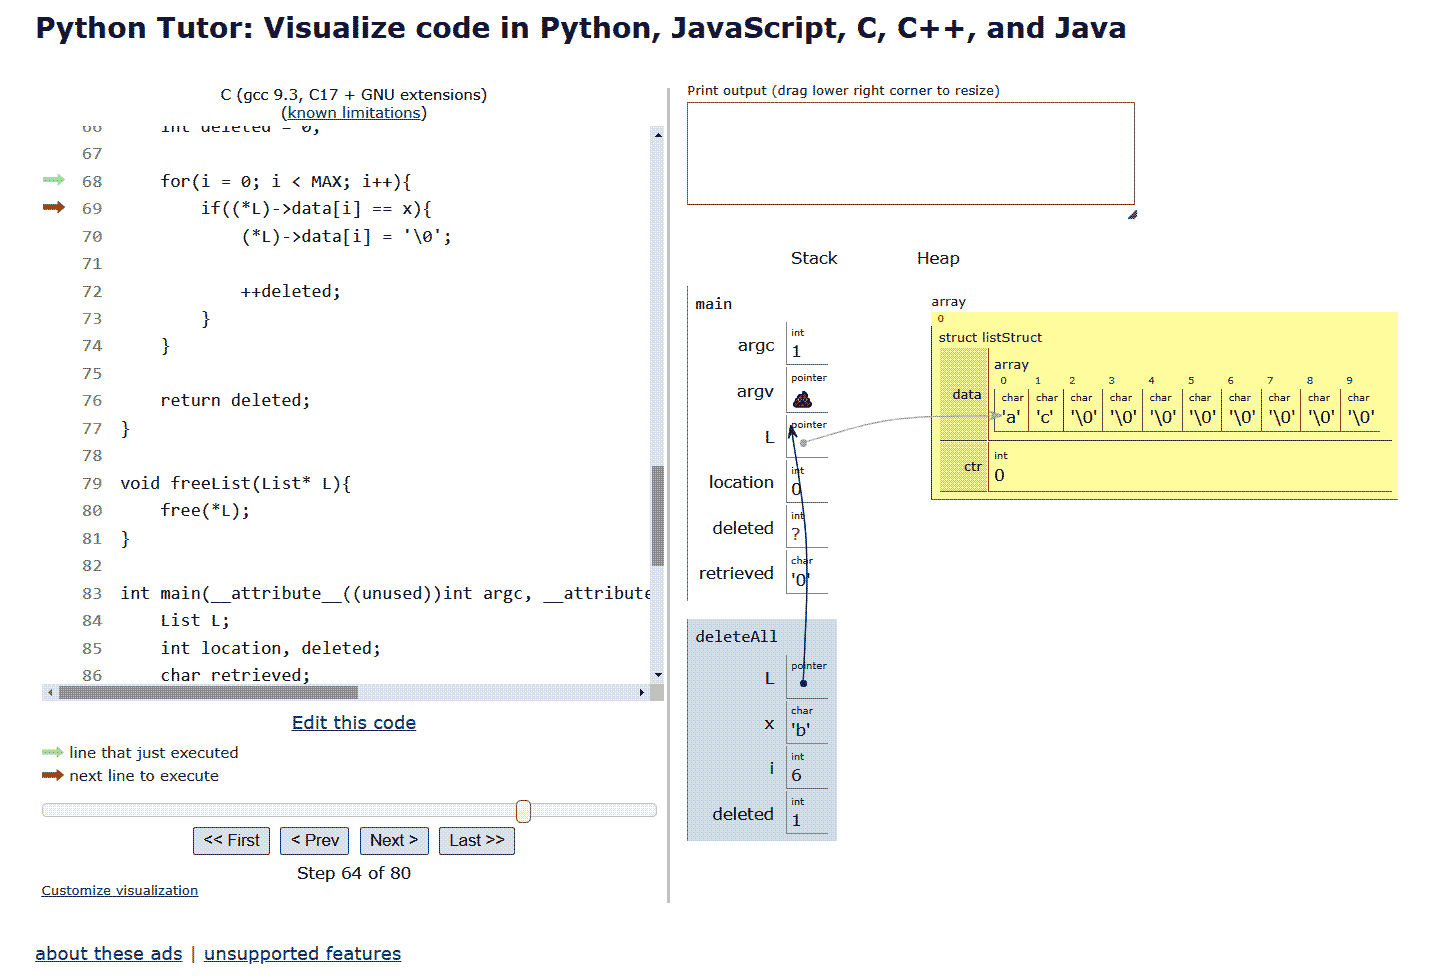 Python Tutor: Visualize code in Python, JavaScript, C, C++, and Java
C (gcc 9.3, C17 + GNU extensions)
(known limitations)
66 int deleted = 0;
67
68 for(i = 0; i < MAX; i++){
69 if((*L)->data[i] == x){
70 (*L)->data[i] = '\0';
71
72 ++deleted;
73 }
74 }
75
76 return deleted;
77 }
78
79 void freeList(List* L){
80 free(*L);
81 }
82
83 int main(__attribute__((unused))int argc, __attribute
84 List L;
85 int location, deleted;
86 char retrieved;
Edit this code
line that just executed
next line to execute
<< First < Prev Next > Last >>
Step 64 of 80
Customize visualization
about these ads | unsupported features
Print output (drag lower right corner to resize)
Stack Heap
main
argc int 1
argv pointer
L pointer
location int 0
deleted int ?
retrieved char '0'
deleteAll
L pointer
x char 'b'
i int 6
deleted int 1
array
0
struct listStruct
data
array
0 1 2 3 4 5 6 7 8 9
char char char char char char char char char char
'a' 'c' '\0' '\0' '\0' '\0' '\0' '\0' '\0' '\0'
ctr int 0